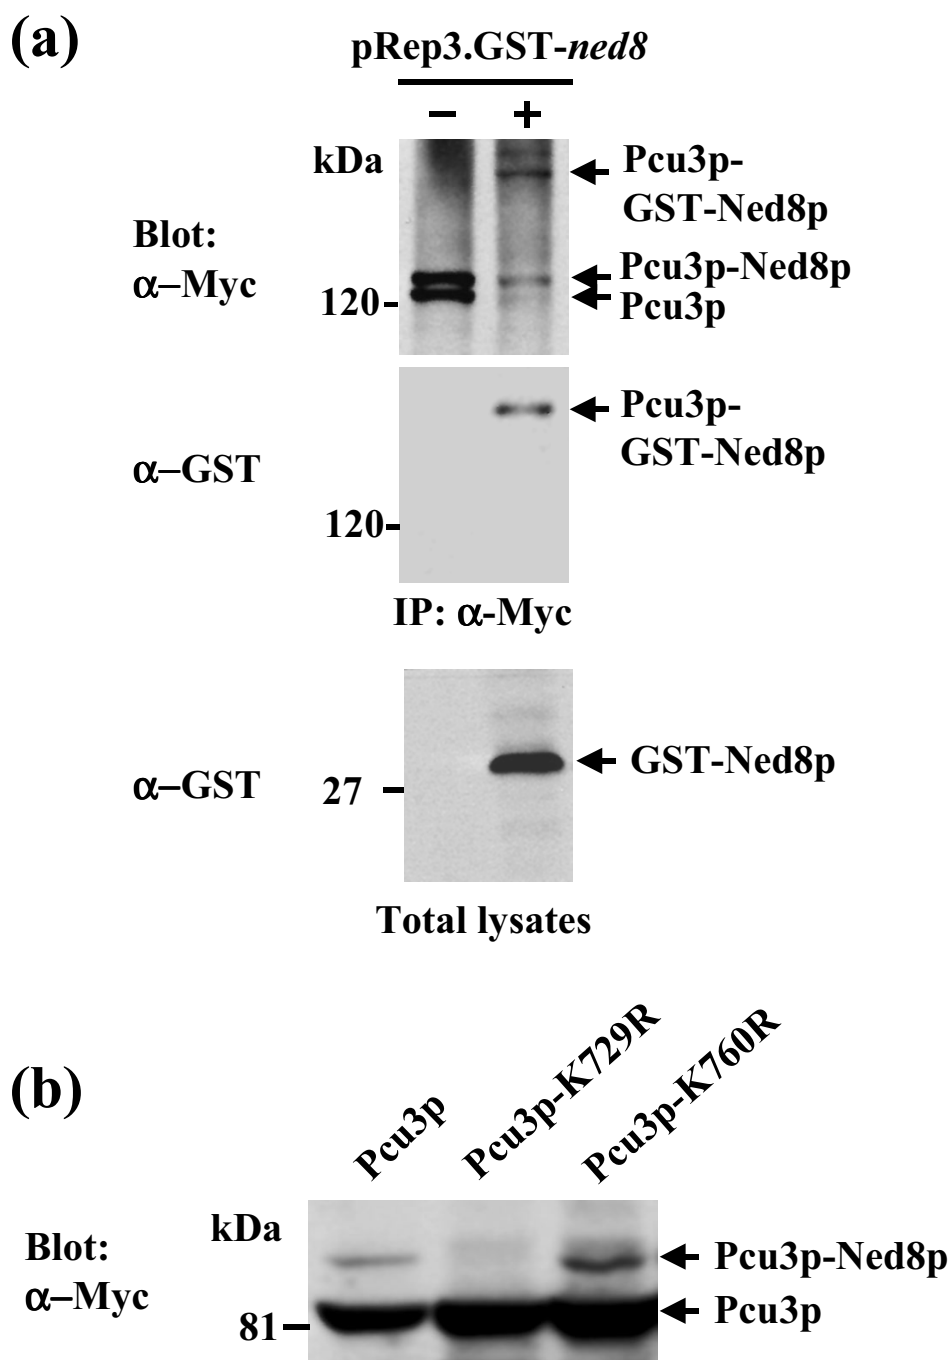 (a)
pRep3.GST-ned8
− +
kDa
Pcu3p-
GST-Ned8p
Blot:
α–Myc
Pcu3p-Ned8p
120
Pcu3p
Pcu3p-
GST-Ned8p
α–GST
120
IP: α-Myc
GST-Ned8p
α–GST
27
Total lysates
(b)
Pcu3p
Pcu3p-K729R
Pcu3p-K760R
kDa
Blot:
α–Myc
Pcu3p-Ned8p
81
Pcu3p